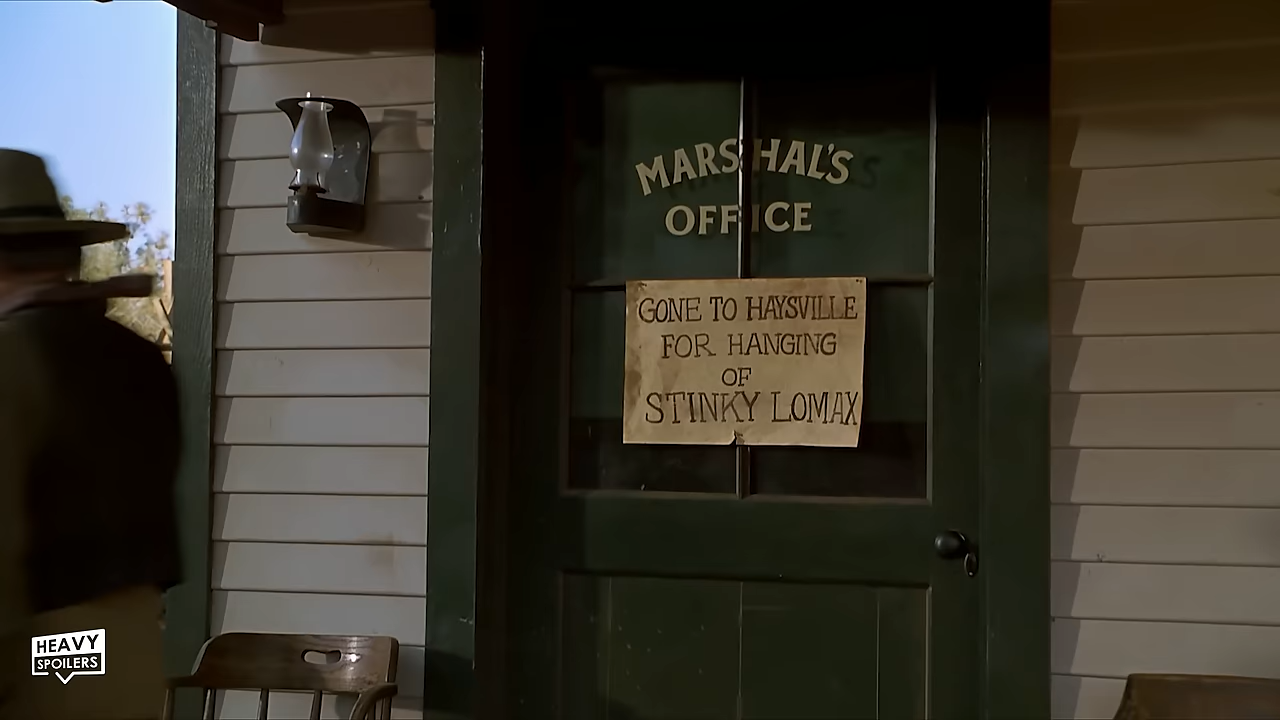 MARSHAL'S
OFFICE
GONE TO HAYSVILLE
FOR HANGING
OF
STINKY LOMAX
HEAVY
SPOILERS